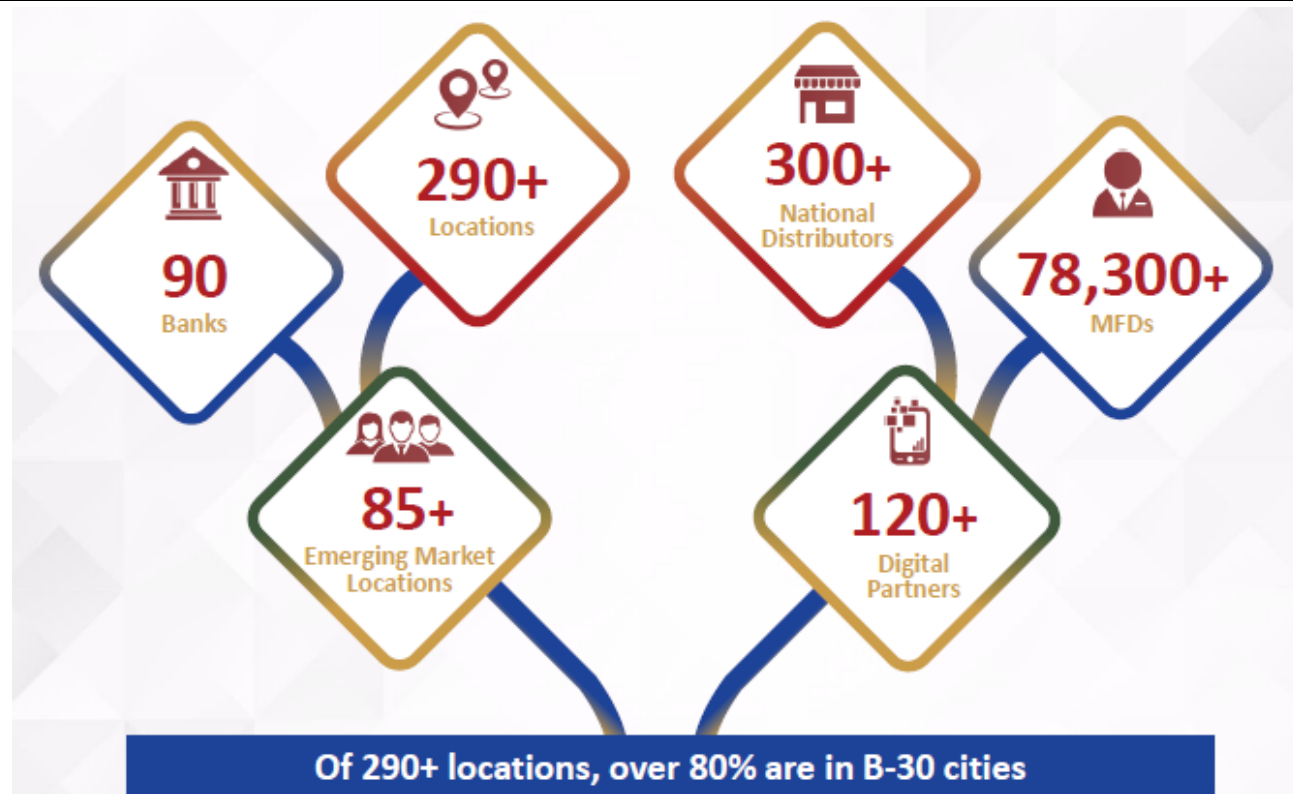 290+
Locations
300+
National
Distributors
90
Banks
78,300+
MFDs
85+
Emerging Market
Locations
120+
Digital
Partners
Of 290+ locations, over 80% are in B-30 cities